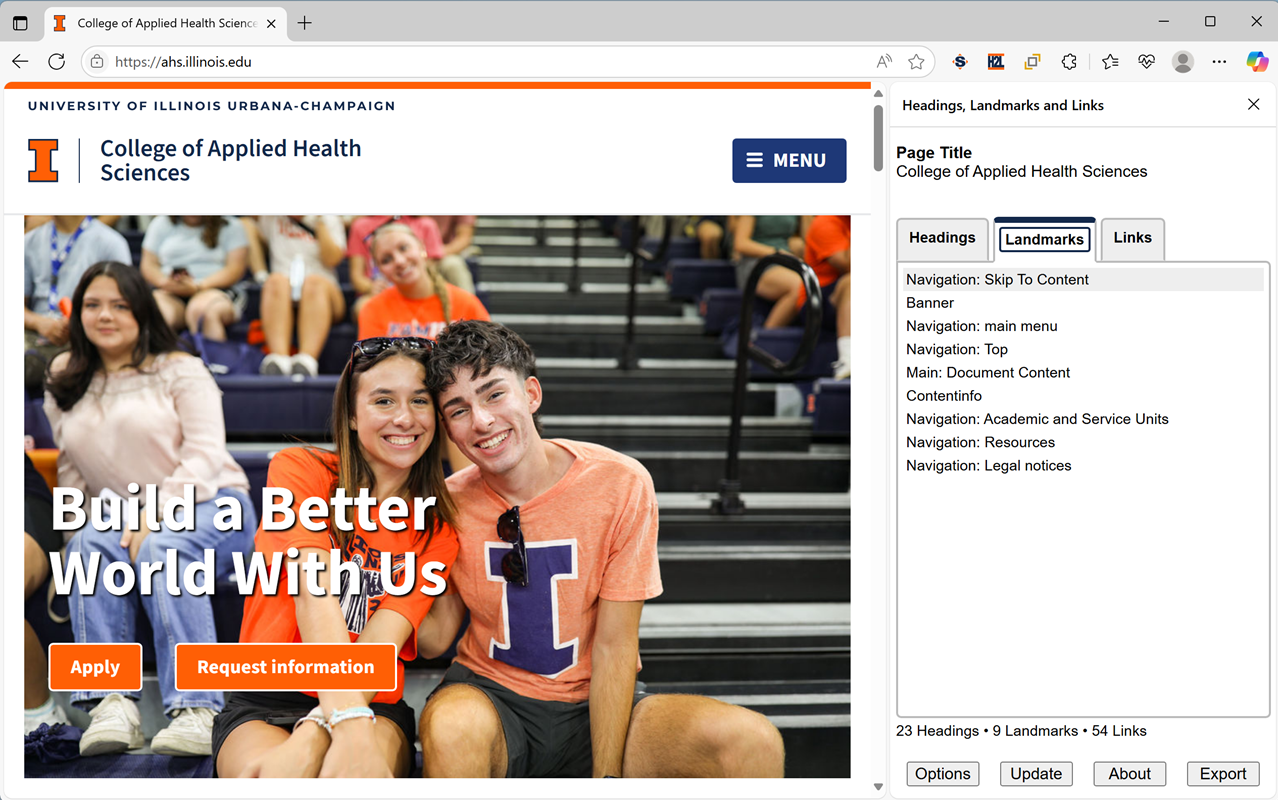 College of Applied Health Science
https://ahs.illinois.edu
UNIVERSITY OF ILLINOIS URBANA-CHAMPAIGN
College of Applied Health
Sciences
MENU
Build a Better
World With Us
Apply
Request information
Headings, Landmarks and Links
Page Title
College of Applied Health Sciences
Headings
Landmarks
Links
Navigation: Skip To Content
Banner
Navigation: main menu
Navigation: Top
Main: Document Content
Contentinfo
Navigation: Academic and Service Units
Navigation: Resources
Navigation: Legal notices
23 Headings • 9 Landmarks • 54 Links
Options
Update
About
Export